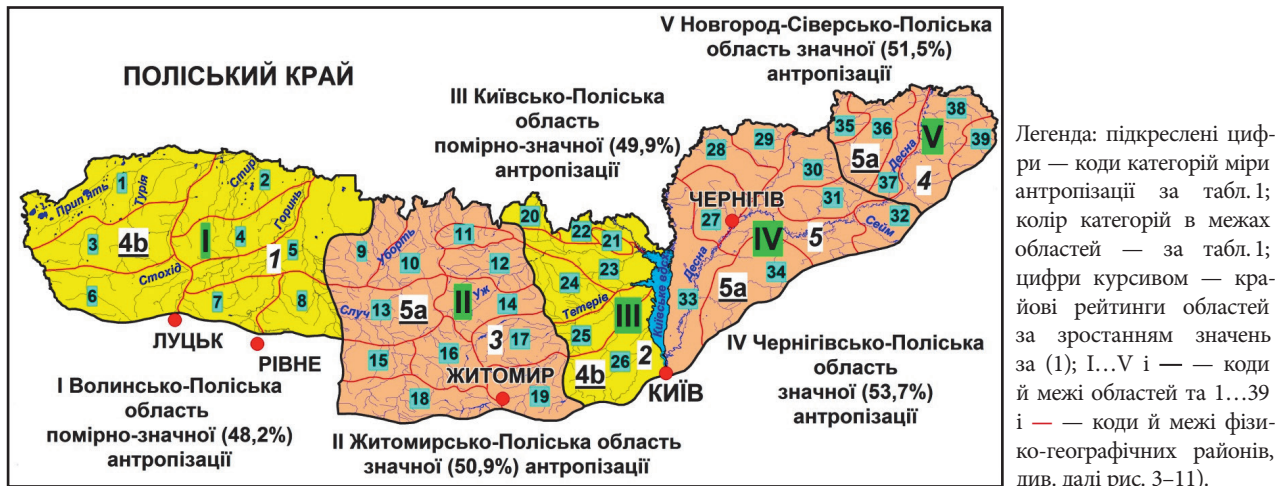 ПОЛІСЬКИЙ КРАЙ
V Новгород-Сіверсько-Поліська
область значної (51,5%)
антропізації
III Київсько-Поліська
область
помірно-значної (49,9%)
антропізації
Прип'ять
1
Турія
Стир
2
Горинь
3
4b
I
4
1
5
Стохід
6
7
8
ЛУЦЬК
РІВНЕ
9
Уборть
10
11
12
Случ
13
5a
II
Уж
14
15
16
3
17
ЖИТОМИР
18
19
20
22
21
24
23
Тетерів
III
25
26
2
4b
Київське вдсх.
КИЇВ
28
29
30
ЧЕРНІГІВ
27
31
32
IV
5
Сейм
Десна
33
5a
34
35
36
38
V
39
5a
Десна
37
4
I Волинсько-Поліська
область
помірно-значної (48,2%)
антропізації
II Житомирсько-Поліська область
значної (50,9%) антропізації
IV Чернігівсько-Поліська
область
значної (53,7%)
антропізації
Легенда: підкреслені циф-
ри — коди категорій міри
антропізації за табл. 1;
колір категорій в межах
областей — за табл. 1;
цифри курсивом — кра-
йові рейтинги областей
за зростанням значень
за (1); I…V і — — коди
й межі областей та 1…39
і — — коди й межі фізи-
ко-географічних районів,
див. далі рис. 3–11).